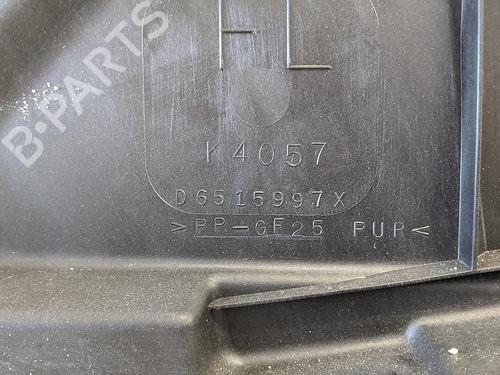 B-PARTS
FL
K4057
D6515997X
>PP-GF25 PUR<